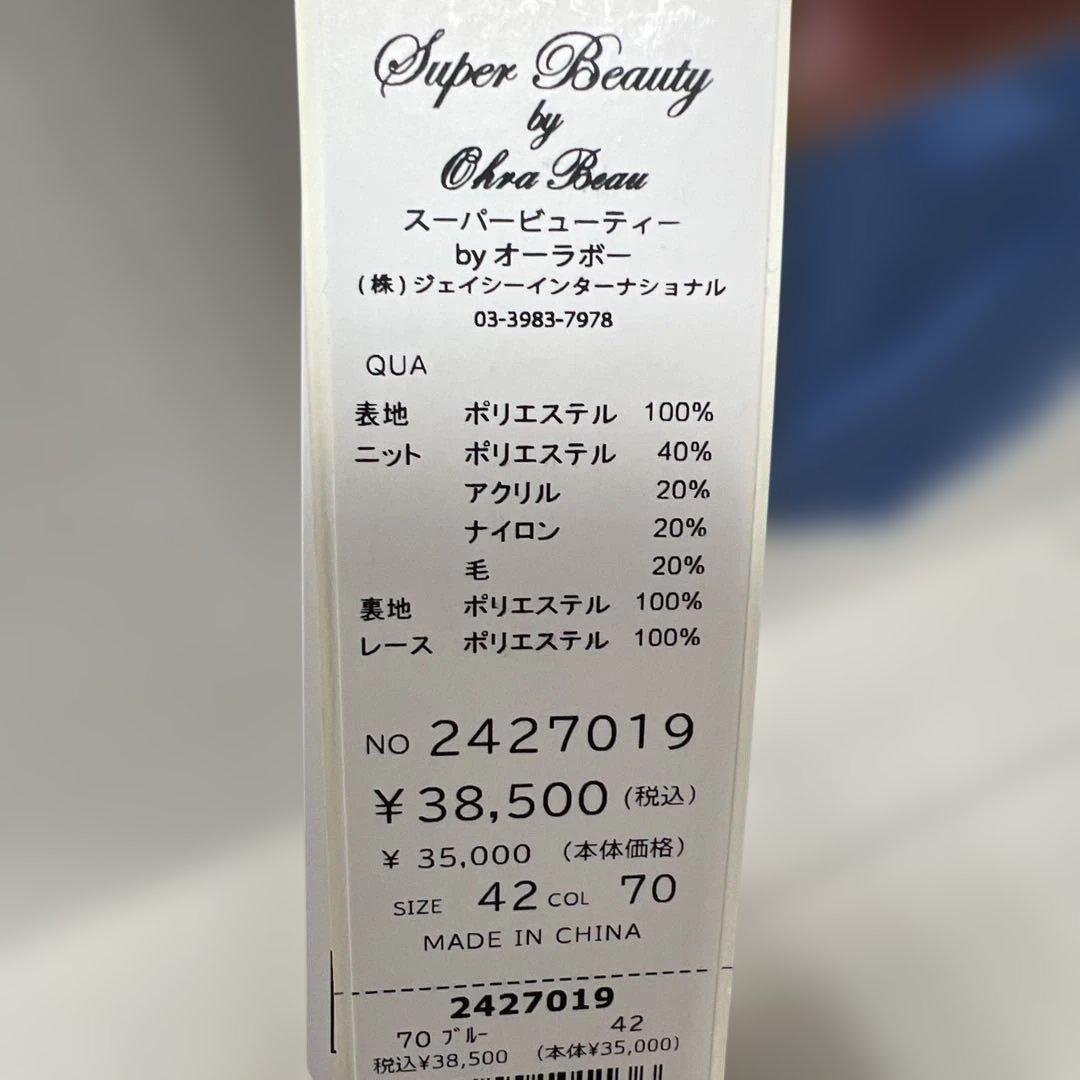 Super Beauty
by
Ohra Beau
スーパービューティー
by オーラボー
(株)ジェイシーインターナショナル
03-3983-7978
QUA
表地 ポリエステル 100%
ニット ポリエステル 40%
アクリル 20%
ナイロン 20%
毛 20%
裏地 ポリエステル 100%
レース ポリエステル 100%
NO 2427019
¥38,500 (税込)
¥ 35,000 (本体価格)
SIZE 42 COL 70
MADE IN CHINA
2427019
70 ブルー 42
税込¥38,500 (本体¥35,000)